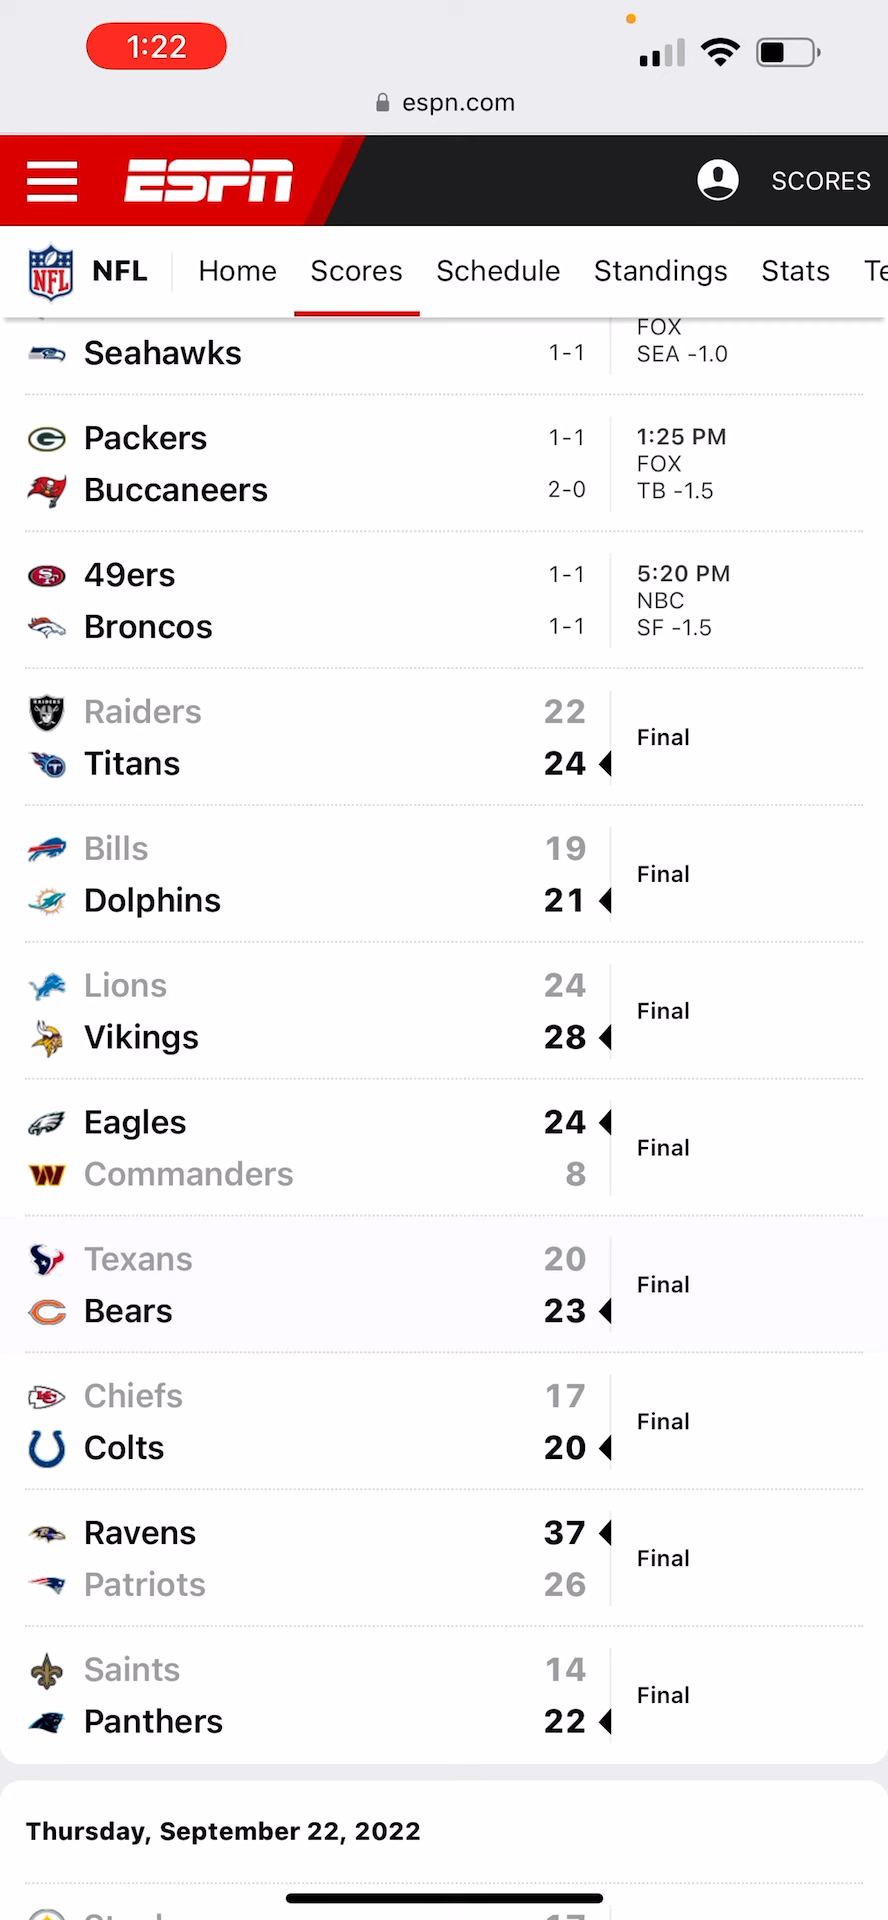 1:22
espn.com
ESPN
SCORES
NFL Home Scores Schedule Standings Stats Te
FOX
Seahawks 1-1 SEA -1.0
Packers 1-1 1:25 PM
FOX
Buccaneers 2-0 TB -1.5
49ers 1-1 5:20 PM
NBC
Broncos 1-1 SF -1.5
Raiders 22
Final
Titans 24
Bills 19
Final
Dolphins 21
Lions 24
Final
Vikings 28
Eagles 24
Final
Commanders 8
Texans 20
Final
Bears 23
Chiefs 17
Final
Colts 20
Ravens 37
Final
Patriots 26
Saints 14
Final
Panthers 22
Thursday, September 22, 2022